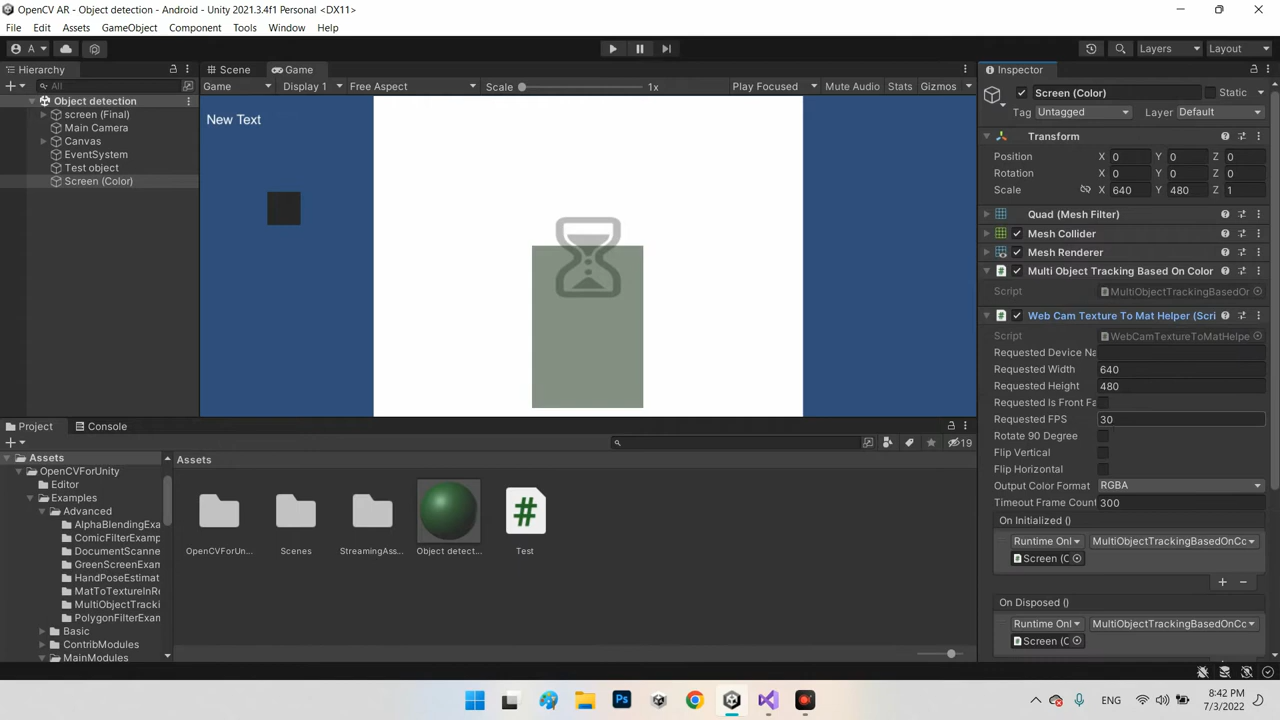 OpenCV AR - Object detection - Android - Unity 2021.3.4f1 Personal <DX11>
File Edit Assets GameObject Component Tools Window Help
A Layers Layout
Hierarchy Scene Game Inspector
All Game Display 1 Free Aspect Scale 1x Play Focused Mute Audio Stats Gizmos
Screen (Color) Static
Tag Untagged Layer Default
Object detection
screen (Final)
Main Camera
Canvas
EventSystem
Test object
Screen (Color)
New Text
Transform
Position X 0 Y 0 Z 0
Rotation X 0 Y 0 Z 0
Scale X 640 Y 480 Z 1
Quad (Mesh Filter)
Mesh Collider
Mesh Renderer
Multi Object Tracking Based On Color
Script MultiObjectTrackingBasedOr
Web Cam Texture To Mat Helper (Scri
Script WebCamTextureToMatHelpe
Requested Device Na
Requested Width 640
Requested Height 480
Requested Is Front Fa
Requested FPS 30
Rotate 90 Degree
Flip Vertical
Flip Horizontal
Output Color Format RGBA
Timeout Frame Count 300
On Initialized ()
Runtime Onl MultiObjectTrackingBasedOnCc
Screen (C
On Disposed ()
Runtime Onl MultiObjectTrackingBasedOnCc
Screen (C
Project Console
19
Assets
OpenCVForUnity
Editor
Examples
Advanced
AlphaBlendingExa
ComicFilterExamp
DocumentScanne
GreenScreenExam
HandPoseEstimat
MatToTextureInRe
MultiObjectTracki
PolygonFilterExam
Basic
ContribModules
MainModules
Assets
OpenCVForUn... Scenes StreamingAss... Object detect... Test
ENG 8:42 PM
7/3/2022